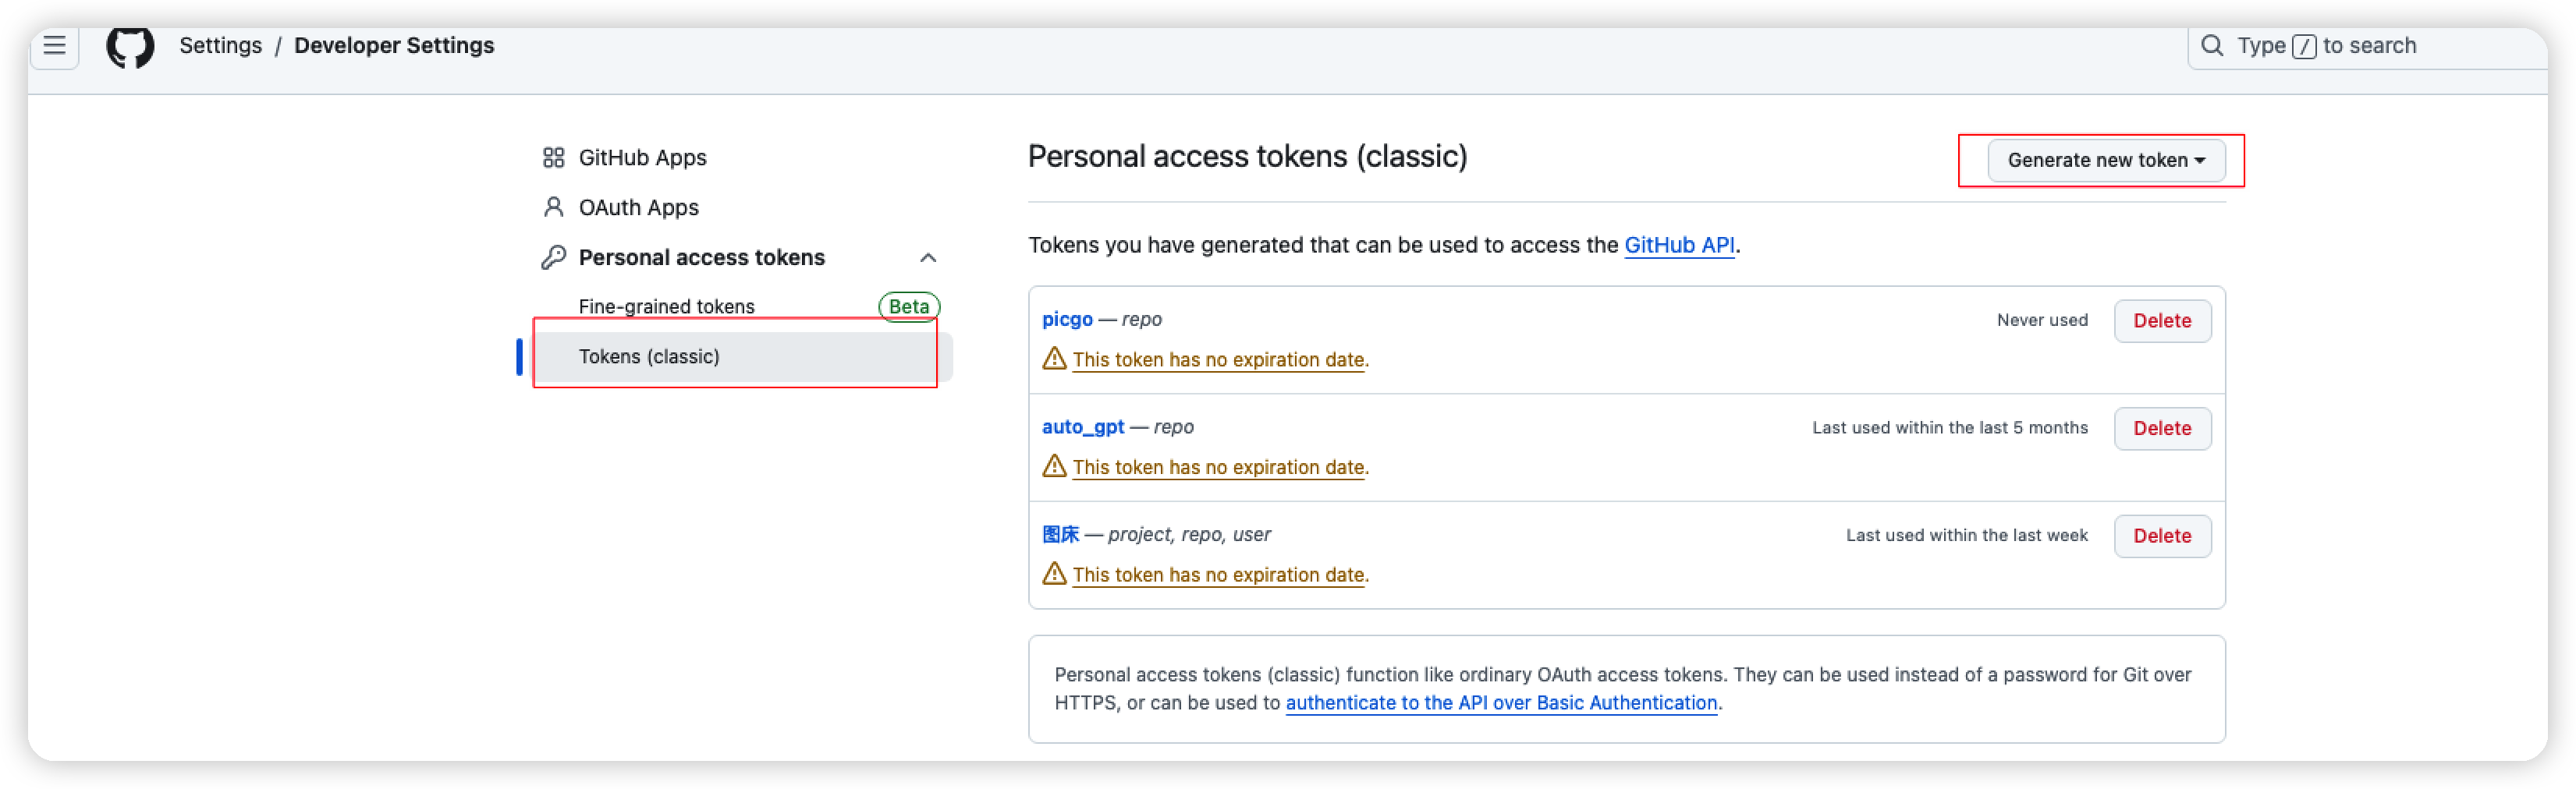 Settings / Developer Settings
Type / to search
GitHub Apps
OAuth Apps
Personal access tokens
Fine-grained tokens Beta
Tokens (classic)
Personal access tokens (classic)
Generate new token
Tokens you have generated that can be used to access the GitHub API.
picgo — repo
Never used
Delete
This token has no expiration date.
auto_gpt — repo
Last used within the last 5 months
Delete
This token has no expiration date.
图床 — project, repo, user
Last used within the last week
Delete
This token has no expiration date.
Personal access tokens (classic) function like ordinary OAuth access tokens. They can be used instead of a password for Git over
HTTPS, or can be used to authenticate to the API over Basic Authentication.